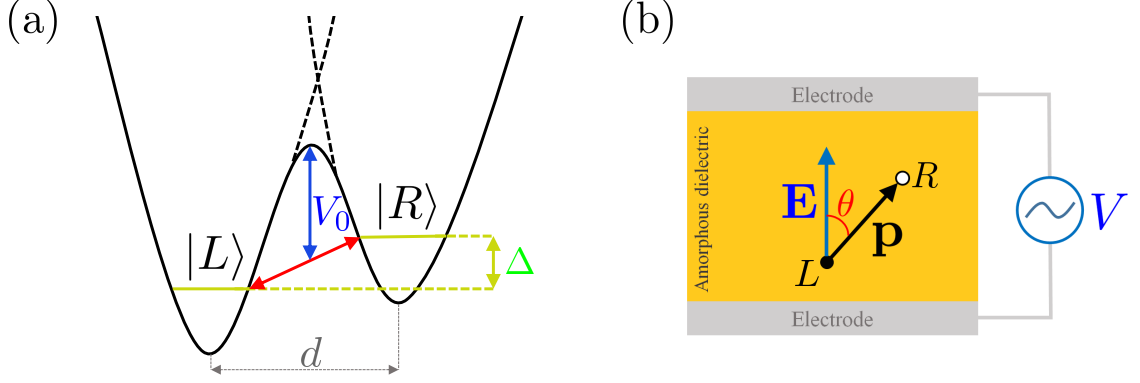 (a)
V₀
|R⟩
|L⟩
Δ
d
(b)
Electrode
Amorphous dielectric
E
θ
R
p
L
V
Electrode